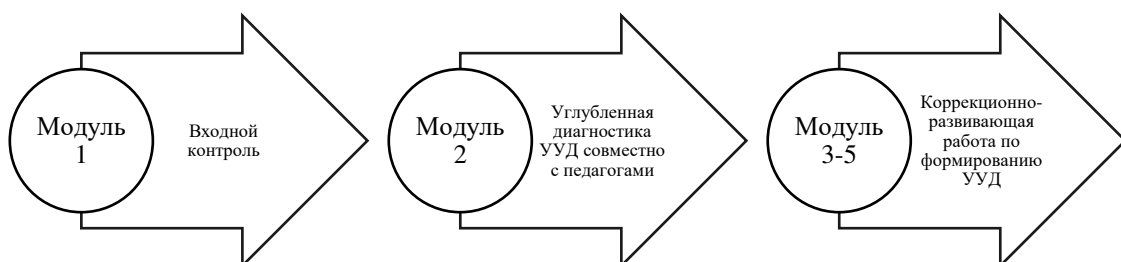 Модуль
1
Входной
контроль
Модуль
2
Углубленная
диагностика
УУД совместно
с педагогами
Модуль
3-5
Коррекционно-
развивающая
работа по
формированию
УУД